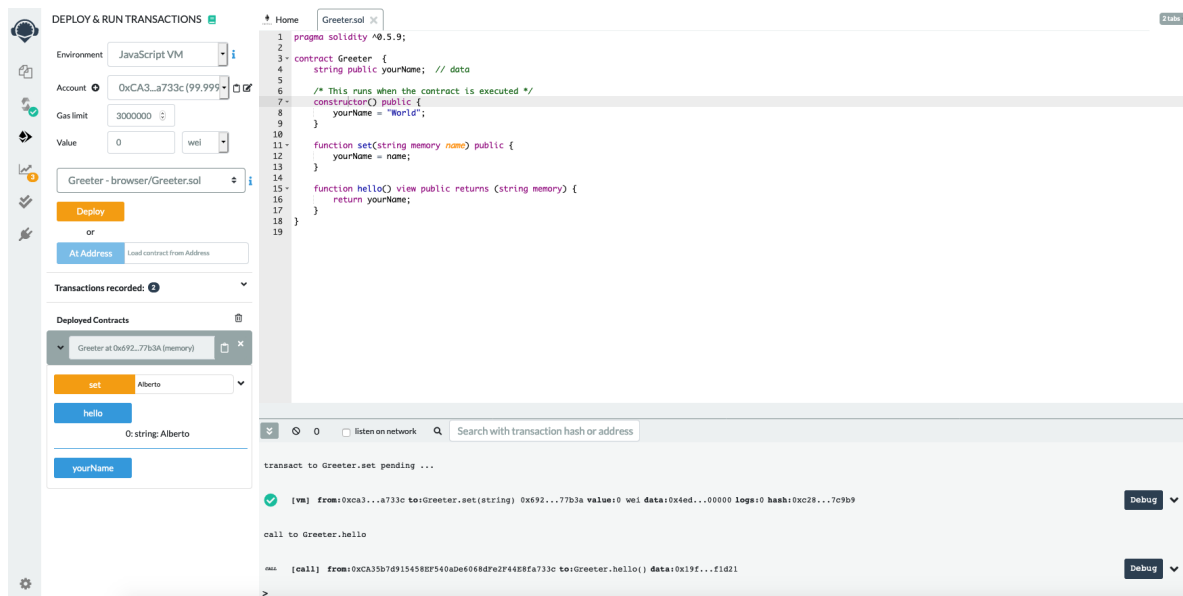 DEPLOY & RUN TRANSACTIONS
Environment JavaScript VM
Account 0xCA3...a733c (99.999
Gas limit 3000000
Value 0 wei
Greeter - browser/Greeter.sol
Deploy
or
At Address Load contract from Address
Transactions recorded: 2
Deployed Contracts
Greeter at 0x692...77b3A (memory)
set Alberto
hello
0: string: Alberto
yourName
3
Home Greeter.sol 2 tabs
1 pragma solidity ^0.5.9;
2
3 contract Greeter {
4 string public yourName; // data
5
6 /* This runs when the contract is executed */
7 constructor() public {
8 yourName = "World";
9 }
10
11 function set(string memory name) public {
12 yourName = name;
13 }
14
15 function hello() view public returns (string memory) {
16 return yourName;
17 }
18 }
19
0 listen on network Search with transaction hash or address
transact to Greeter.set pending ...
[vm] from:0xca3...a733c to:Greeter.set(string) 0x692...77b3a value:0 wei data:0x4ed...00000 logs:0 hash:0xc28...7c9b9 Debug
call to Greeter.hello
CALL [call] from:0xCA35b7d915458EF540aDe6068dFe2F44E8fa733c to:Greeter.hello() data:0x19f...f1d21 Debug
>